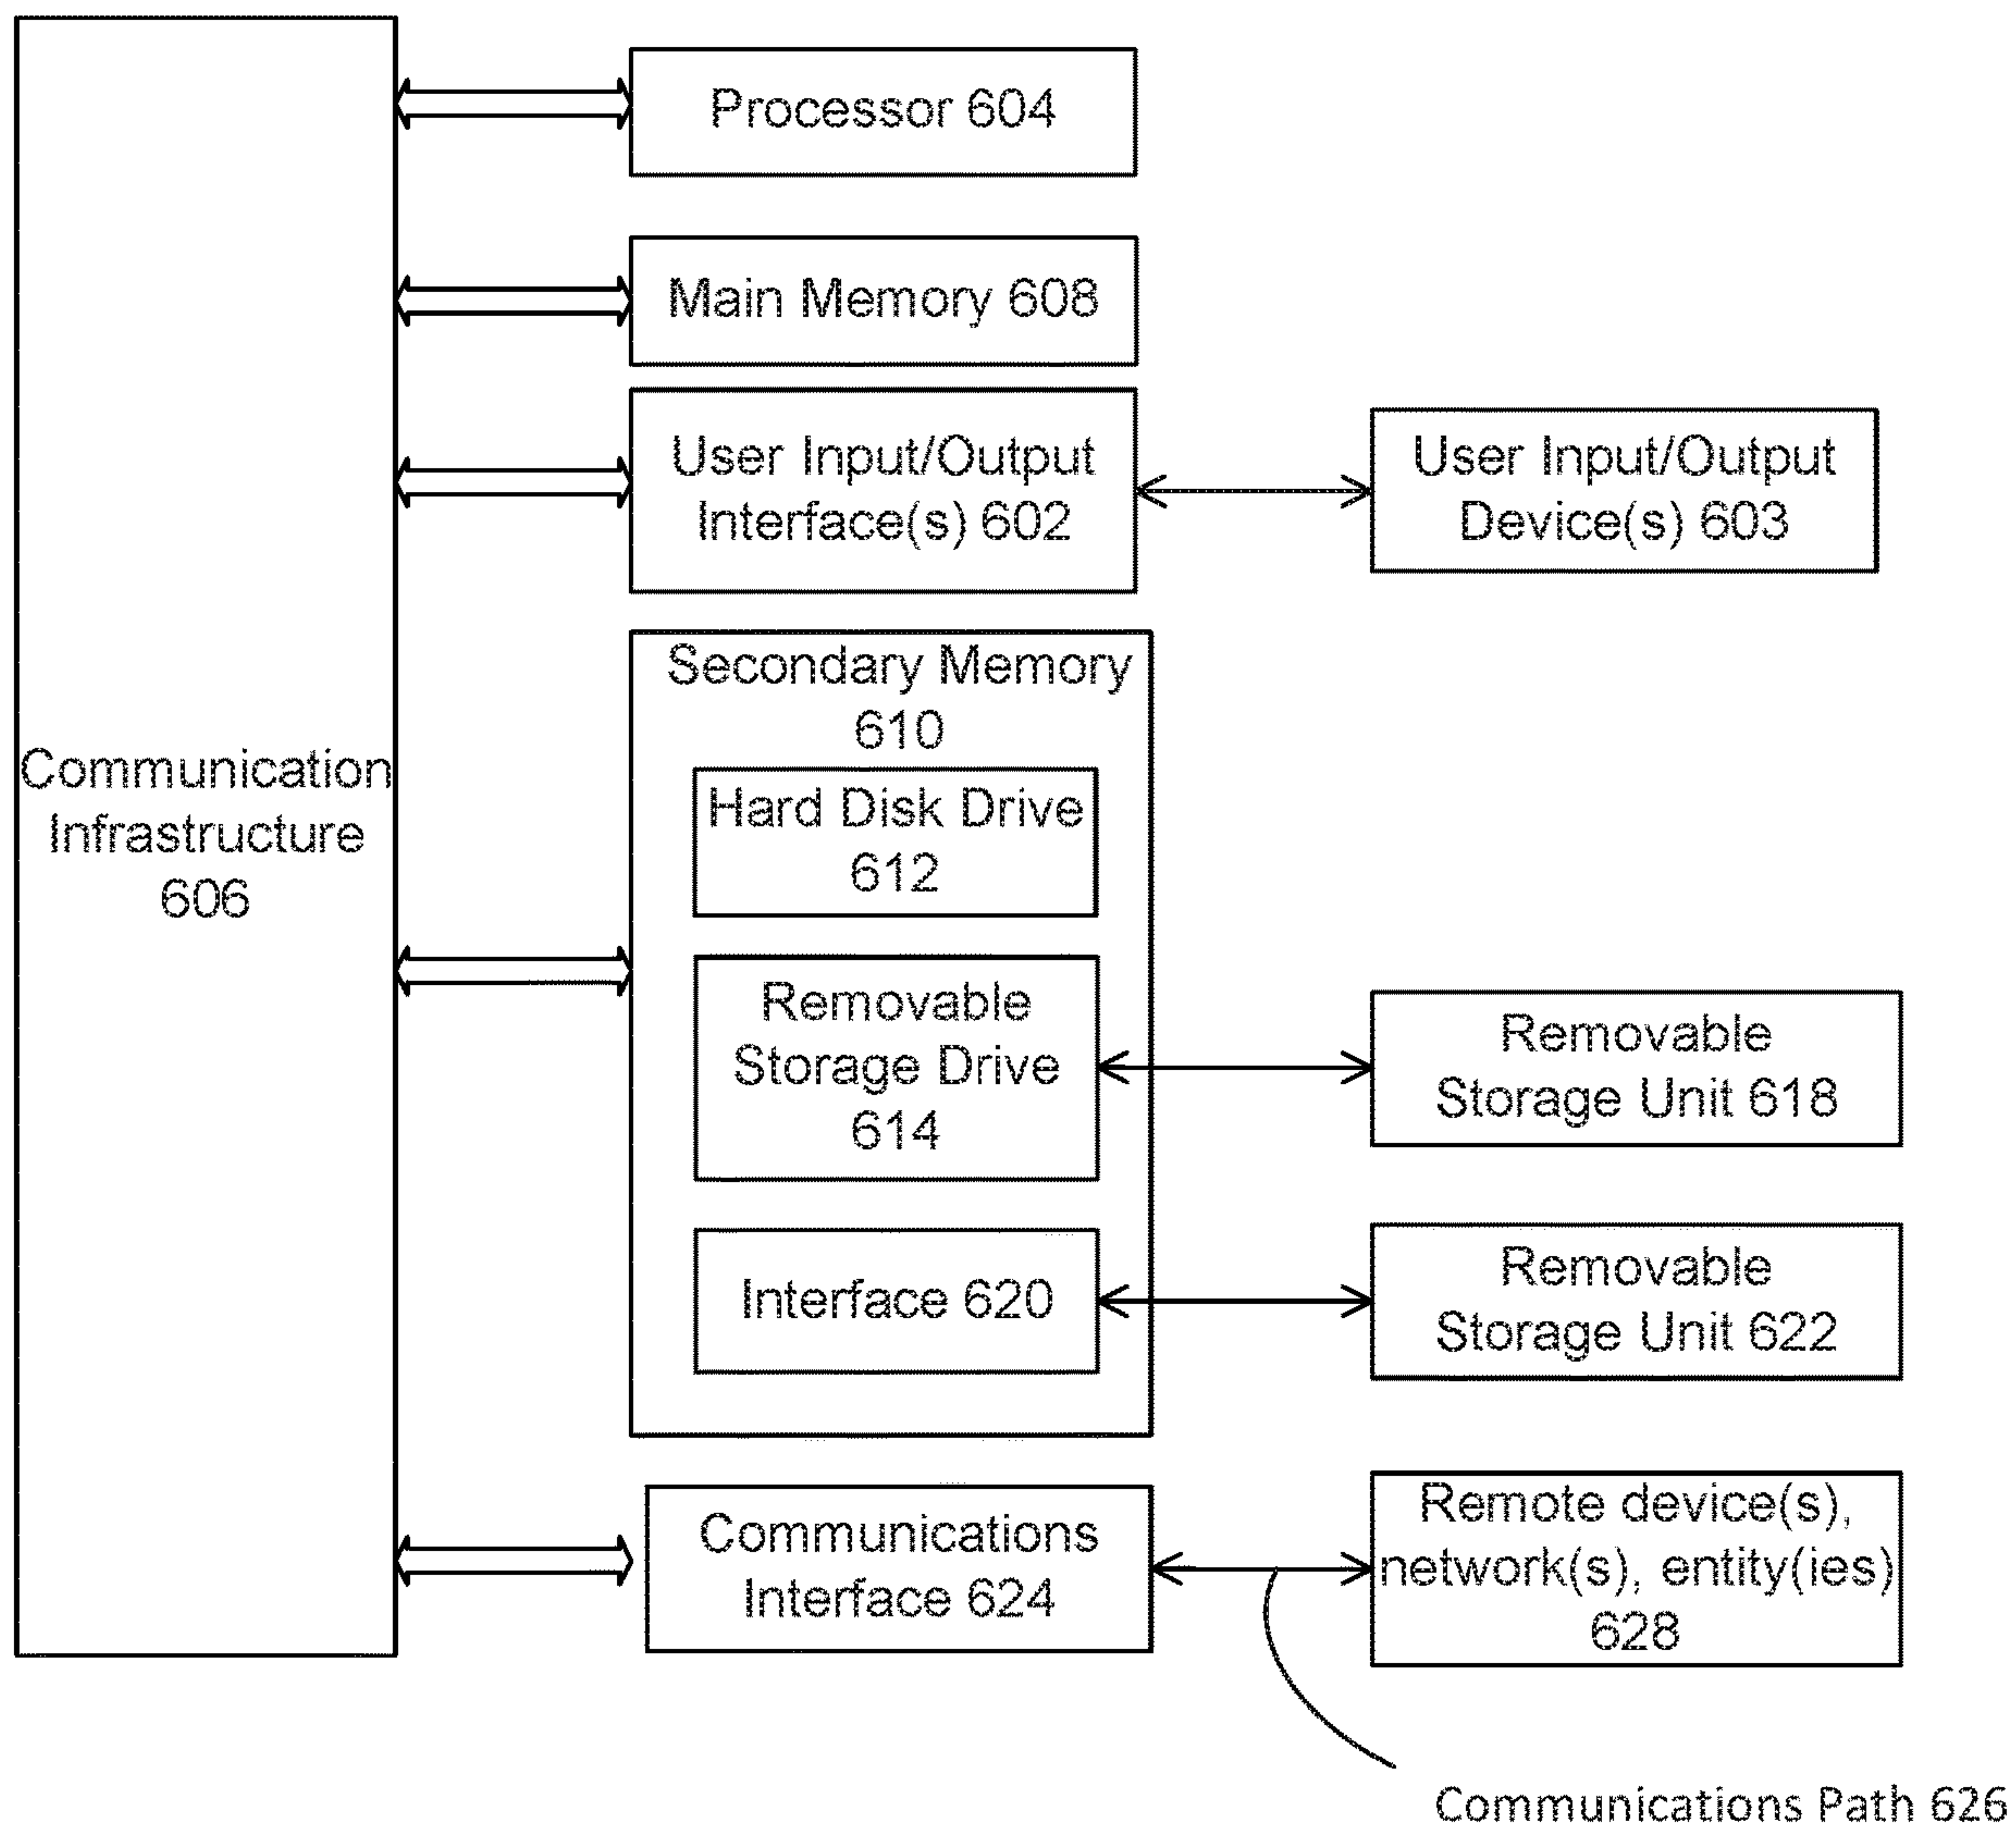 Processor 604
Main Memory 608
User Input/Output
Interface(s) 602
User Input/Output
Device(s) 603
Secondary Memory
610
Hard Disk Drive
612
Communication
Infrastructure
606
Removable
Storage Drive
614
Removable
Storage Unit 618
Interface 620
Removable
Storage Unit 622
Communications
Interface 624
Remote device(s),
network(s), entity(ies)
628
Communications Path 626